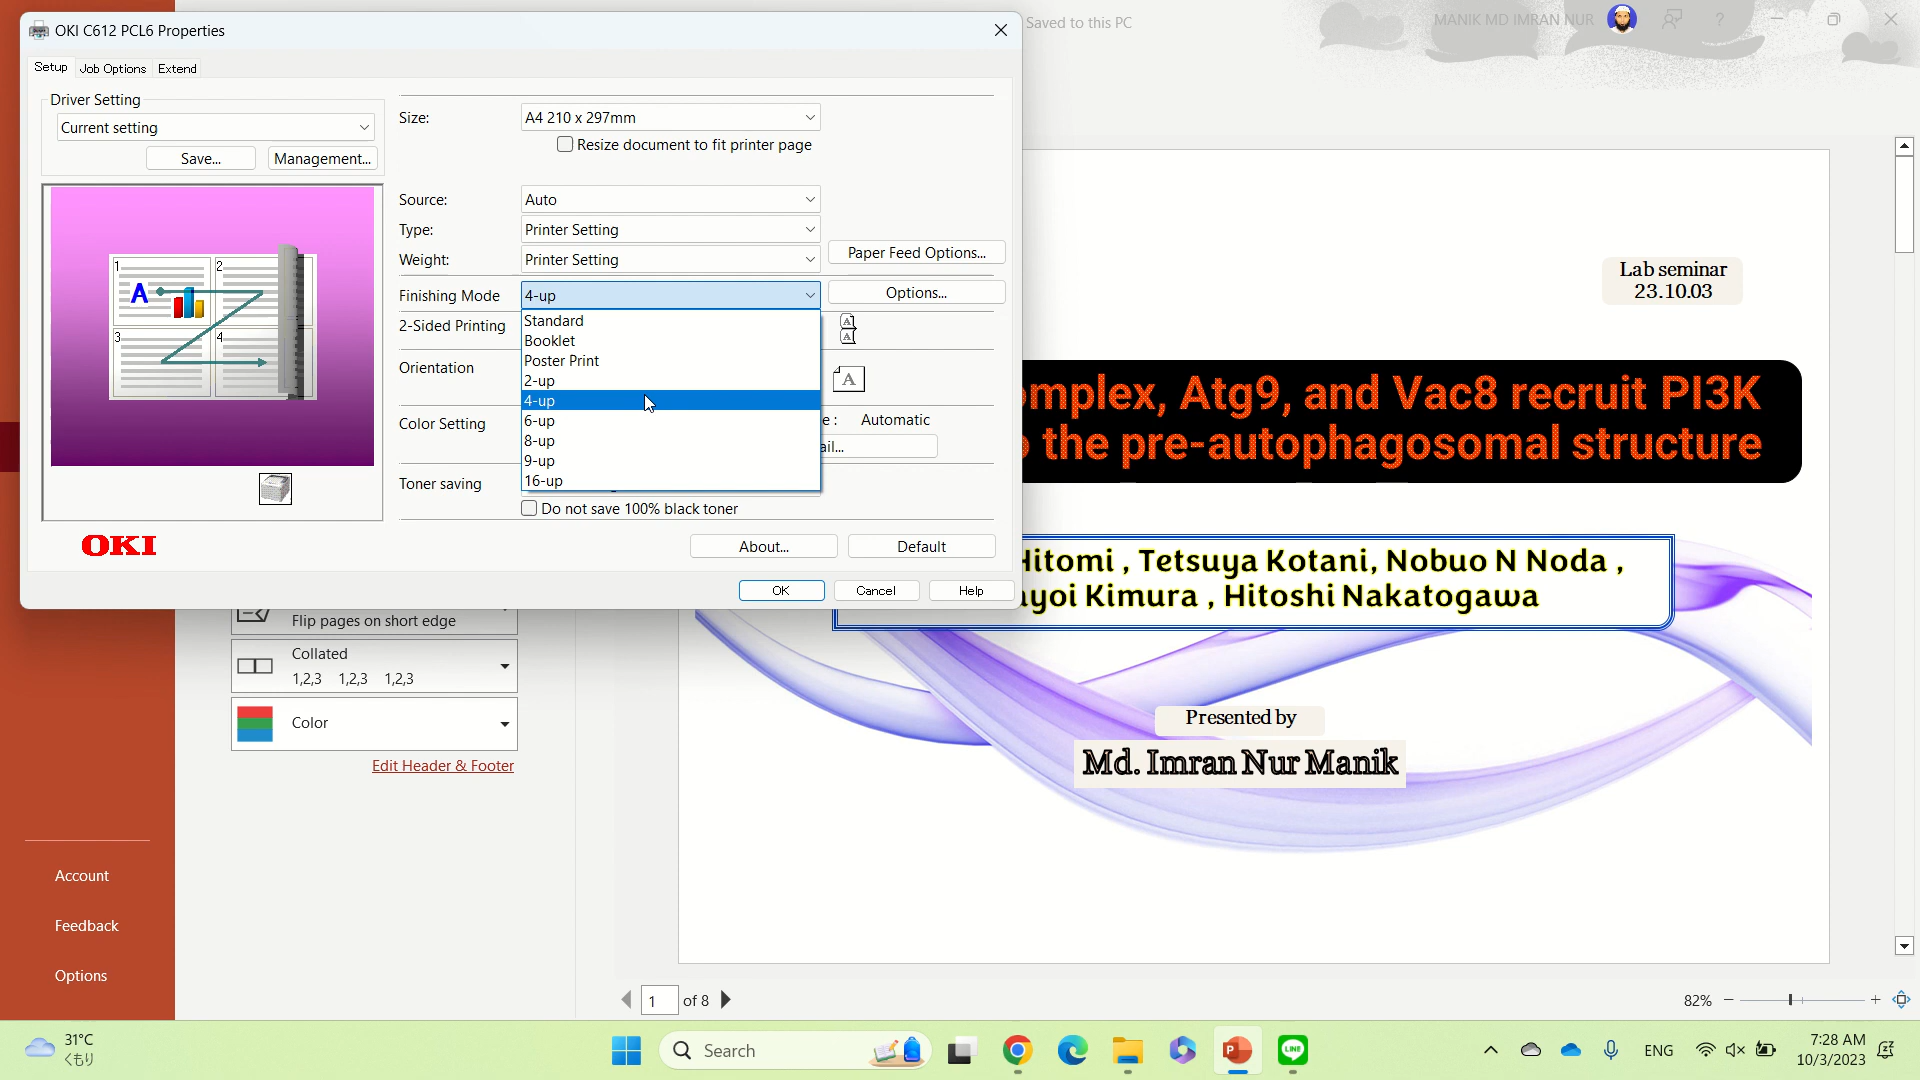 OKI C612 PCL6 Properties
Saved to this PC
MANIK MD IMRAN NUR
?
Setup
Job Options
Extend
Driver Setting
Current setting
Save...
Management...
Size:
A4 210 x 297mm
Resize document to fit printer page
Source:
Auto
Type:
Printer Setting
Weight:
Printer Setting
Paper Feed Options...
Finishing Mode
4-up
Options...
2-Sided Printing
Standard
Booklet
Poster Print
2-up
4-up
6-up
8-up
9-up
16-up
Orientation
Color Setting
e :
Automatic
ail...
Toner saving
Do not save 100% black toner
About...
Default
OK
Cancel
Help
1
2
3
4
A
A
A
A
OKI
Flip pages on short edge
Collated
1,2,3 1,2,3 1,2,3
Color
Edit Header & Footer
Account
Feedback
Options
Lab seminar
23.10.03
omplex, Atg9, and Vac8 recruit PI3K
the pre-autophagosomal structure
Hitomi , Tetsuya Kotani, Nobuo N Noda ,
ayoi Kimura , Hitoshi Nakatogawa
Presented by
Md. Imran Nur Manik
1 of 8
82%
31°C
くもり
Search
LINE
ENG
7:28 AM
10/3/2023